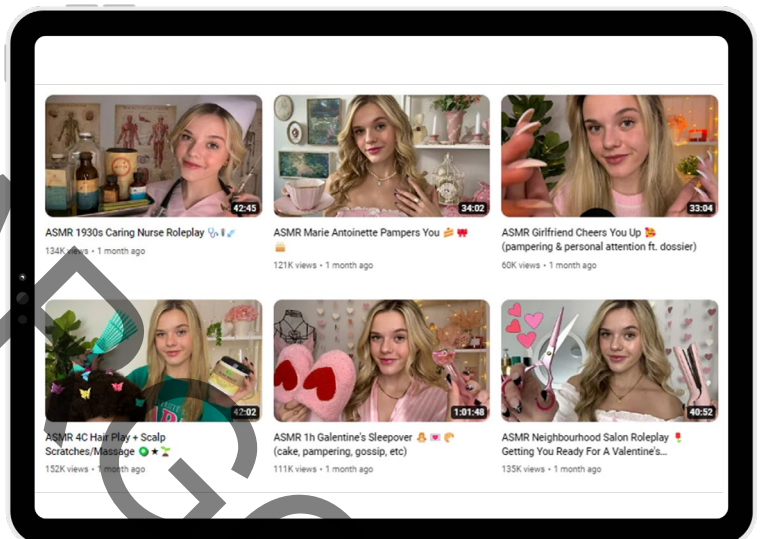 42:45
34:02
33:04
ASMR 1930s Caring Nurse Roleplay 🩺🌡️💉
134K views • 1 month ago
ASMR Marie Antoinette Pampers You
121K views • 1 month ago
ASMR Girlfriend Cheers You Up 🥰
(pampering & personal attention ft. dossier)
60K views • 1 month ago
42:02
1:01:48
40:52
ASMR 4C Hair Play + Scalp
Scratches/Massage
152K views • 1 month ago
ASMR 1h Galentine's Sleepover
(cake, pampering, gossip, etc)
111K views • 1 month ago
ASMR Neighbourhood Salon Roleplay 🌷
Getting You Ready For A Valentine's...
135K views • 1 month ago